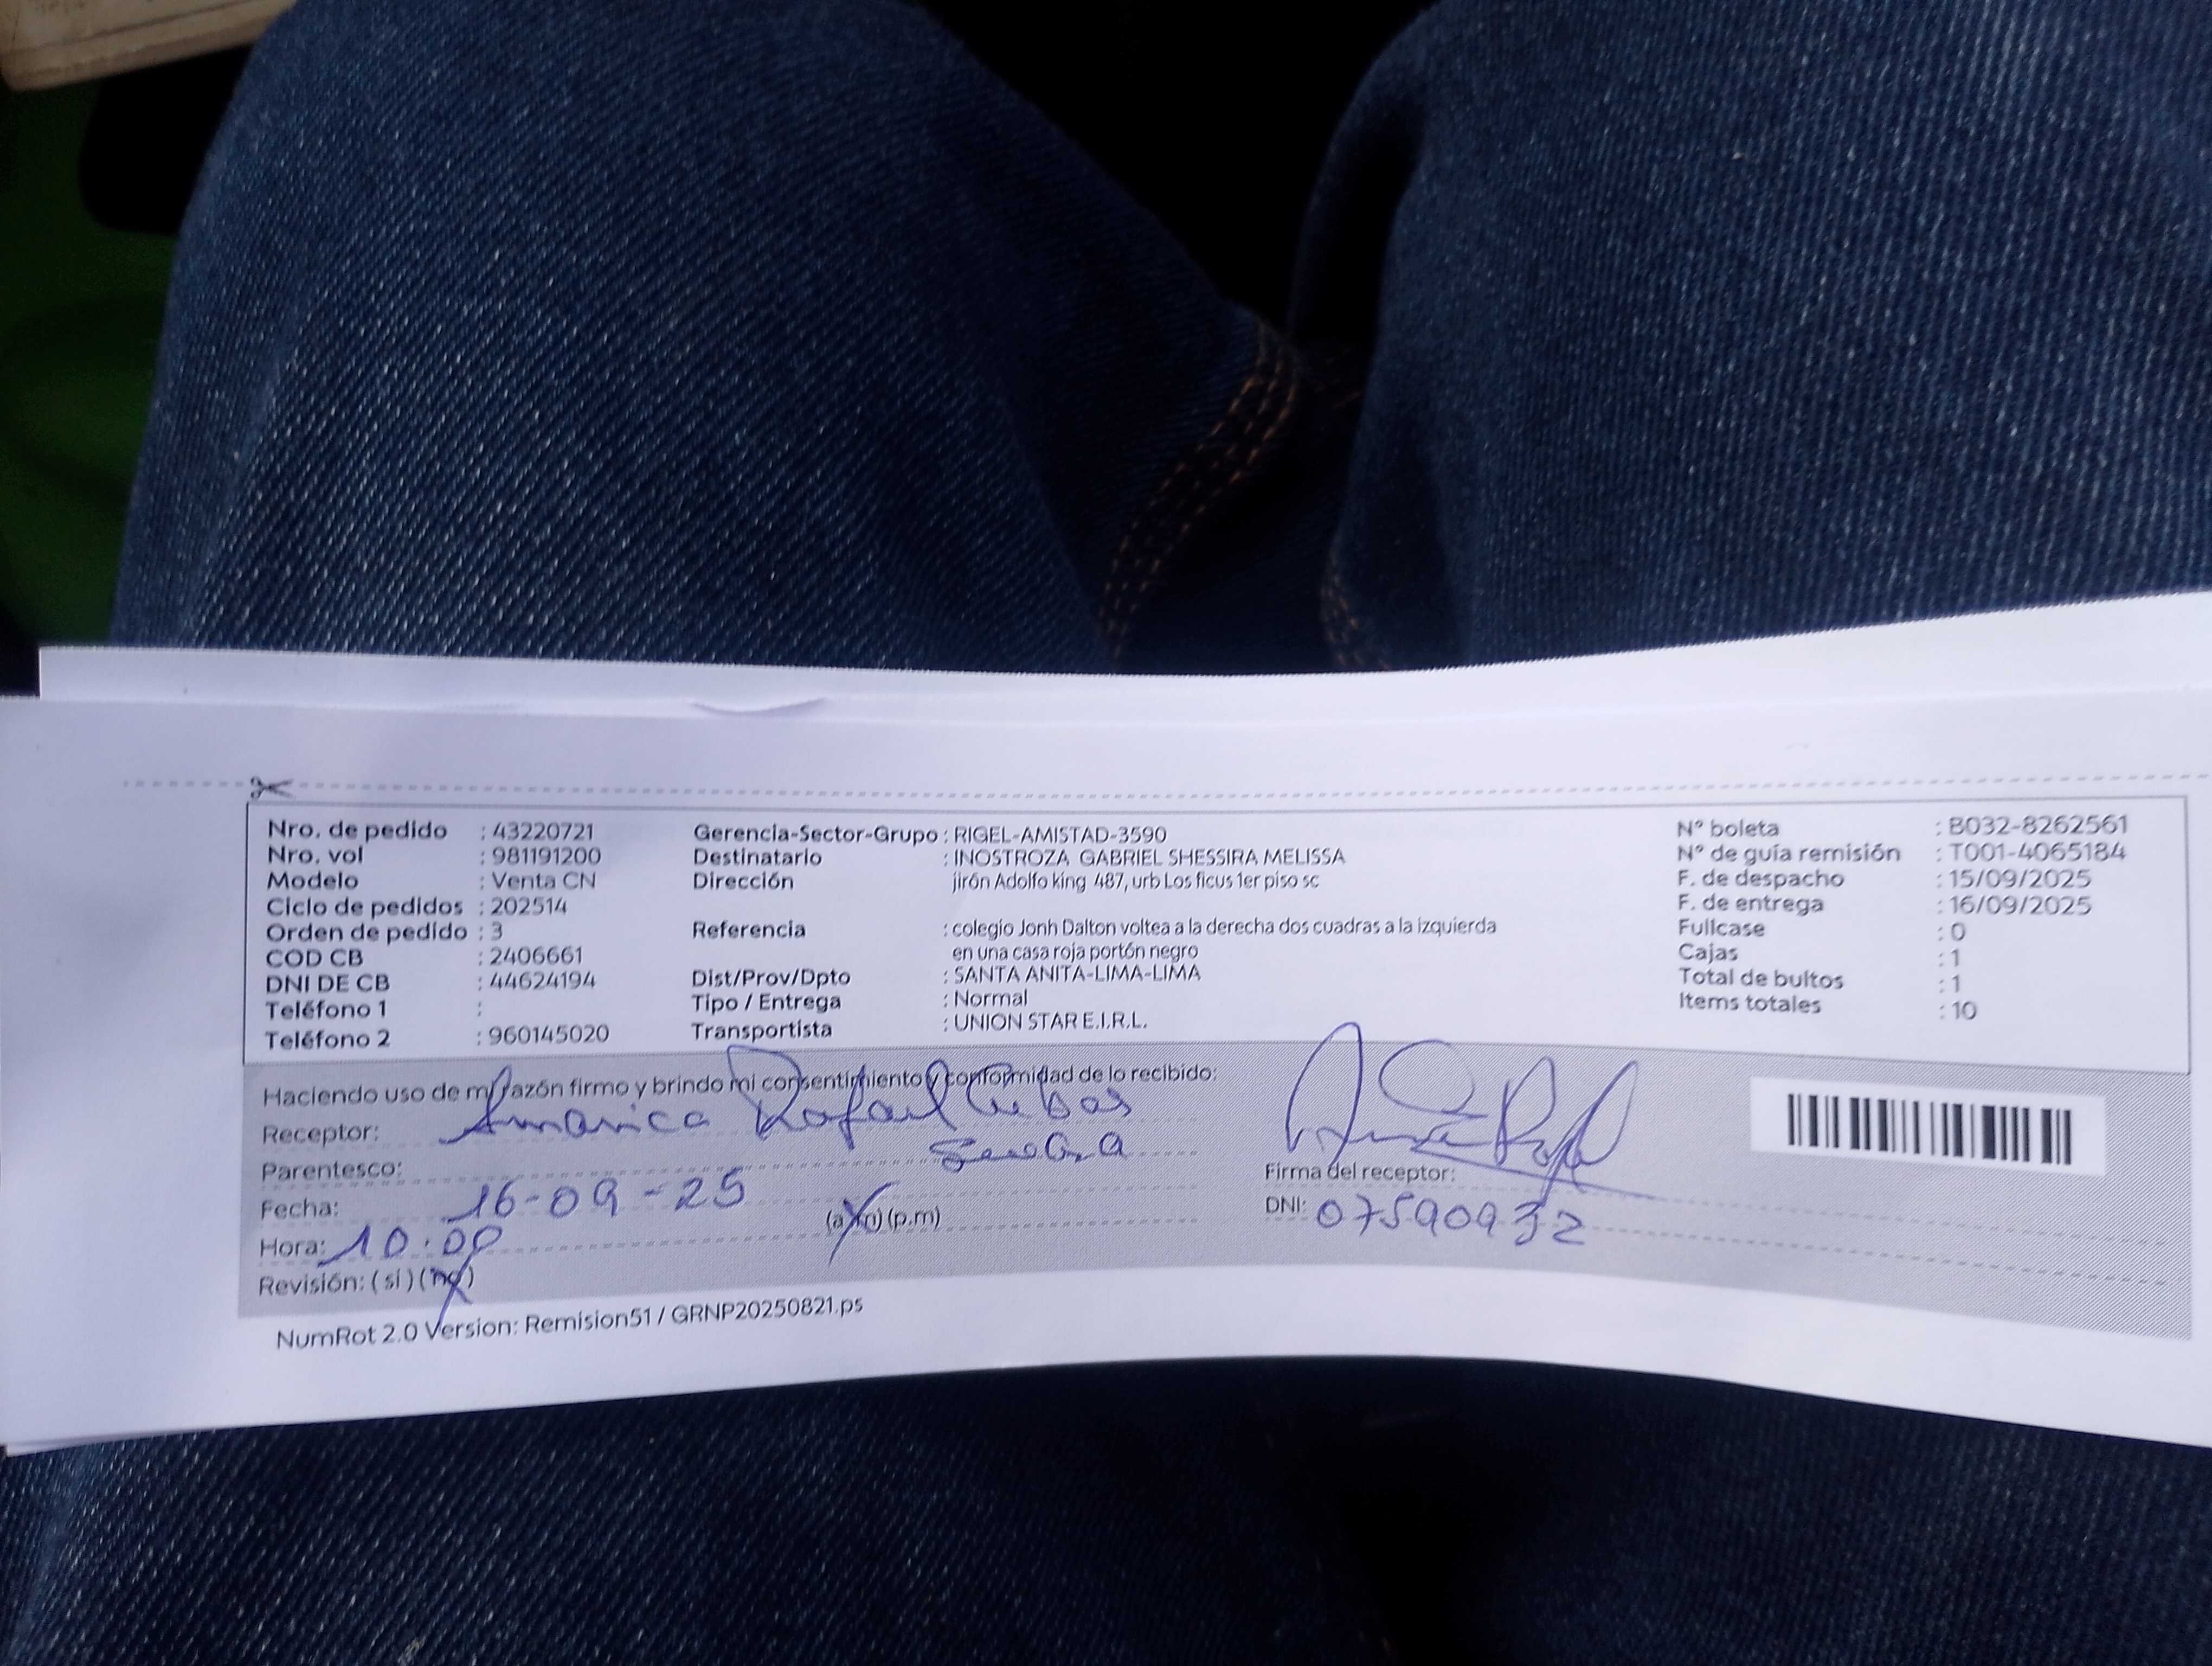 Nro. de pedido : 43220721
Nro. vol : 981191200
Modelo : Venta CN
Ciclo de pedidos : 202514
Orden de pedido : 3
COD CB : 2406661
DNI DE CB : 44624194
Teléfono 1 :
Teléfono 2 : 960145020
Gerencia-Sector-Grupo : RIGEL-AMISTAD-3590
Destinatario : INOSTROZA GABRIEL SHESSIRA MELISSA
Dirección jirón Adolfo king 487, urb Los ficus 1er piso sc
Referencia : colegio Jonh Dalton voltea a la derecha dos cuadras a la izquierda
en una casa roja portón negro
Dist/Prov/Dpto : SANTA ANITA-LIMA-LIMA
Tipo / Entrega : Normal
Transportista : UNION STAR E.I.R.L.
N° boleta : B032-8262561
N° de guía remisión : T001-4065184
F. de despacho : 15/09/2025
F. de entrega : 16/09/2025
Fullcase : 0
Cajas : 1
Total de bultos : 1
Items totales : 10
Haciendo uso de mi razón firmo y brindo mi consentimiento y conformidad de lo recibido:
Receptor: Rafael Cubas
Parentesco:
Fecha: 16-09-25
Hora: 10:00 (a.m) (p.m)
Revisión: (si) (no)
Firma del receptor:
DNI: 07590932
NumRot 2.0 Version: Remision51 / GRNP20250821.ps